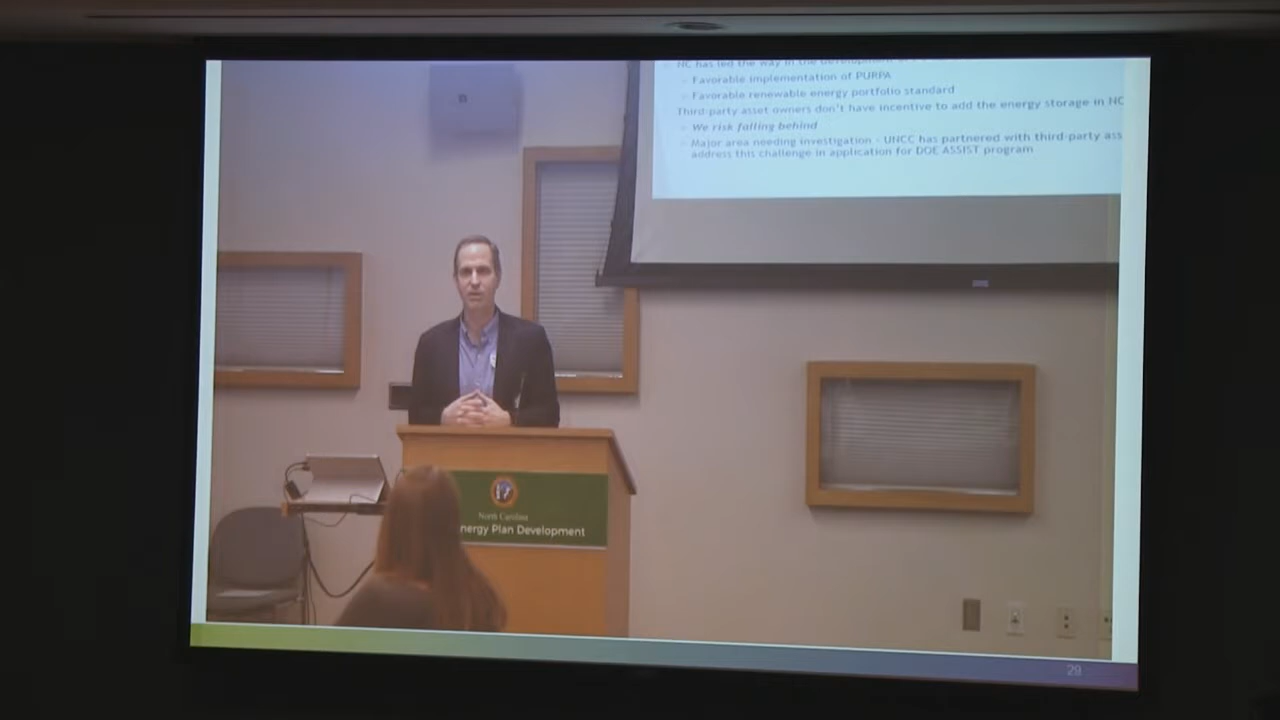 NC has led the way in the development of
- Favorable implementation of PURPA
- Favorable renewable energy portfolio standard
Third-party asset owners don't have incentive to add the energy storage in NC
- We risk falling behind
- Major area needing investigation - UNCC has partnered with third-party ass
address this challenge in application for DOE ASSIST program
North Carolina
nergy Plan Development
29